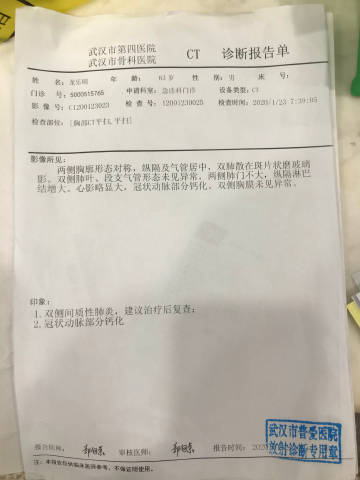 武汉市第四医院
武汉市骨科医院 CT 诊断报告单
姓 名: 年 龄: 63岁 性 别: 男 床 号:
门诊 号: 5000515765 申请科室: 急诊科门诊 设备类型: CT
影 像 号: C1200123023 检 查 号: 12001230025 检查时间: 2020/1/23 7:39:05
检查部位: [胸部CT平扫, 平扫]
影像所见:
两侧胸廓形态对称,纵隔及气管居中,双肺散在斑片状磨玻璃
影。双侧肺叶、段支气管形态未见异常。两侧肺门不大,纵隔淋巴
结增大。心影略显大,冠状动脉部分钙化。双侧胸膜未见异常。
印象:
1.双侧间质性肺炎,建议治疗后复查;
2.冠状动脉部分钙化
报告医师: 审核医师: 报告时间: 2020
武汉市普爱医院
放射诊断专用章
注:本报告仅供临床医师参考,不做证明使用。